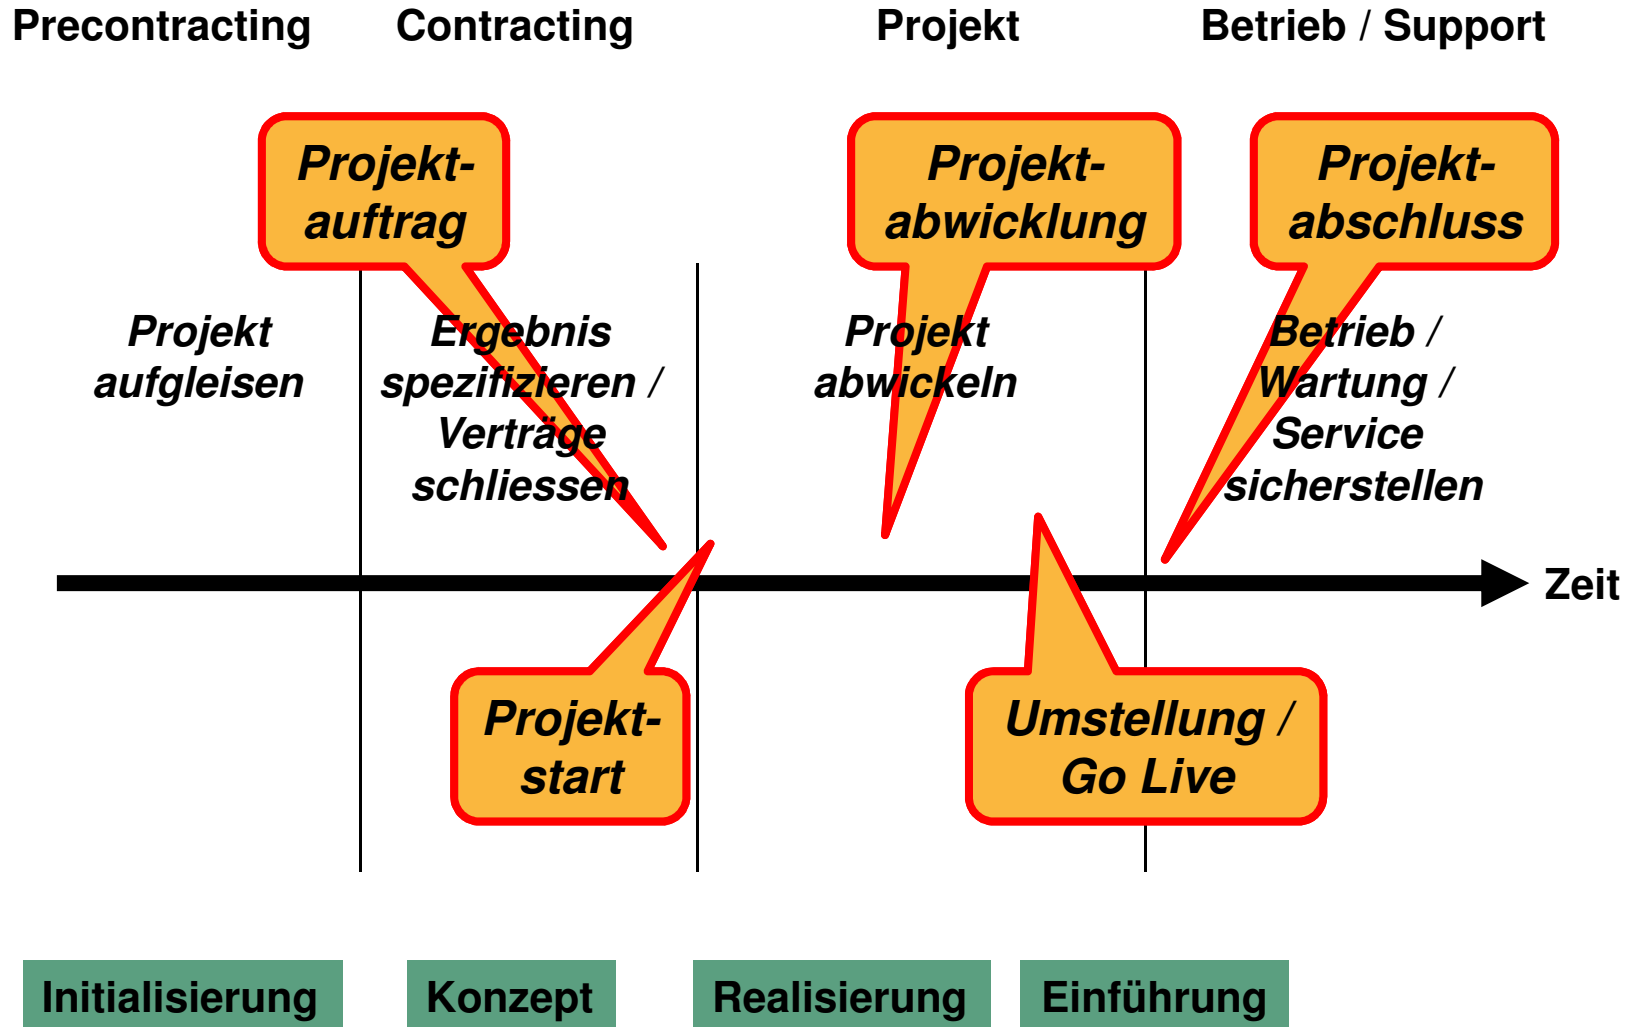 Precontracting
Contracting
Projekt
Betrieb / Support
Projekt-
auftrag
Projekt-
abwicklung
Projekt-
abschluss
Projekt
aufgleisen
Ergebnis
spezifizieren /
Verträge
schliessen
Projekt
abwickeln
Betrieb /
Wartung /
Service
sicherstellen
Zeit
Projekt-
start
Umstellung /
Go Live
Initialisierung
Konzept
Realisierung
Einführung